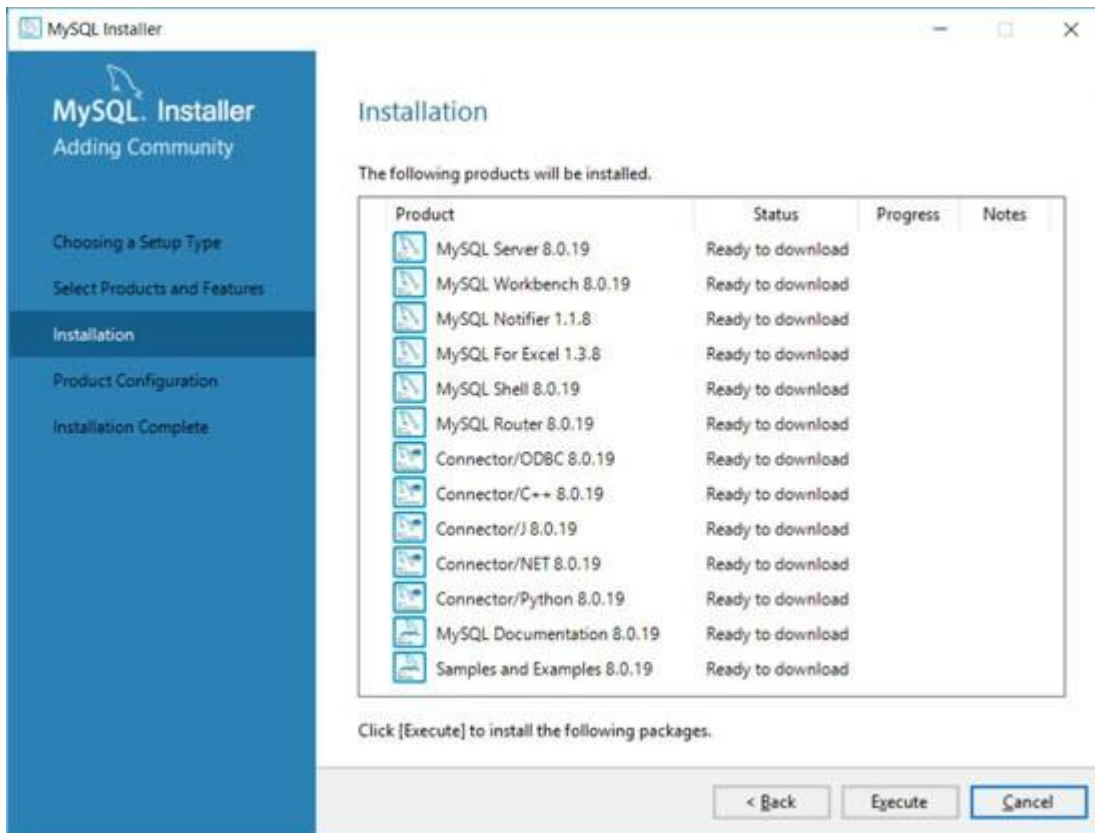 MySQL Installer
MySQL. Installer
Adding Community
Choosing a Setup Type
Select Products and Features
Installation
Product Configuration
Installation Complete
Installation
The following products will be installed.
Product Status Progress Notes
MySQL Server 8.0.19 Ready to download
MySQL Workbench 8.0.19 Ready to download
MySQL Notifier 1.1.8 Ready to download
MySQL For Excel 1.3.8 Ready to download
MySQL Shell 8.0.19 Ready to download
MySQL Router 8.0.19 Ready to download
Connector/ODBC 8.0.19 Ready to download
Connector/C++ 8.0.19 Ready to download
Connector/J 8.0.19 Ready to download
Connector/NET 8.0.19 Ready to download
Connector/Python 8.0.19 Ready to download
MySQL Documentation 8.0.19 Ready to download
Samples and Examples 8.0.19 Ready to download
Click [Execute] to install the following packages.
< Back Execute Cancel